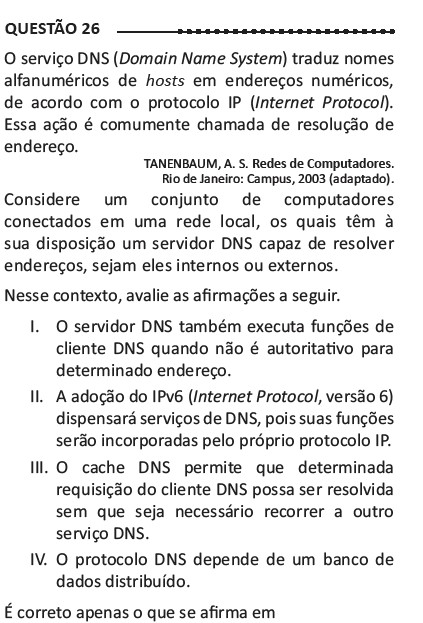 QUESTÃO 26
O serviço DNS (Domain Name System) traduz nomes
alfanuméricos de hosts em endereços numéricos,
de acordo com o protocolo IP (Internet Protocol).
Essa ação é comumente chamada de resolução de
endereço.
TANENBAUM, A. S. Redes de Computadores.
Rio de Janeiro: Campus, 2003 (adaptado).
Considere um conjunto de computadores
conectados em uma rede local, os quais têm à
sua disposição um servidor DNS capaz de resolver
endereços, sejam eles internos ou externos.
Nesse contexto, avalie as afirmações a seguir.
I. O servidor DNS também executa funções de
cliente DNS quando não é autoritativo para
determinado endereço.
II. A adoção do IPv6 (Internet Protocol, versão 6)
dispensará serviços de DNS, pois suas funções
serão incorporadas pelo próprio protocolo IP.
III. O cache DNS permite que determinada
requisição do cliente DNS possa ser resolvida
sem que seja necessário recorrer a outro
serviço DNS.
IV. O protocolo DNS depende de um banco de
dados distribuído.
É correto apenas o que se afirma em